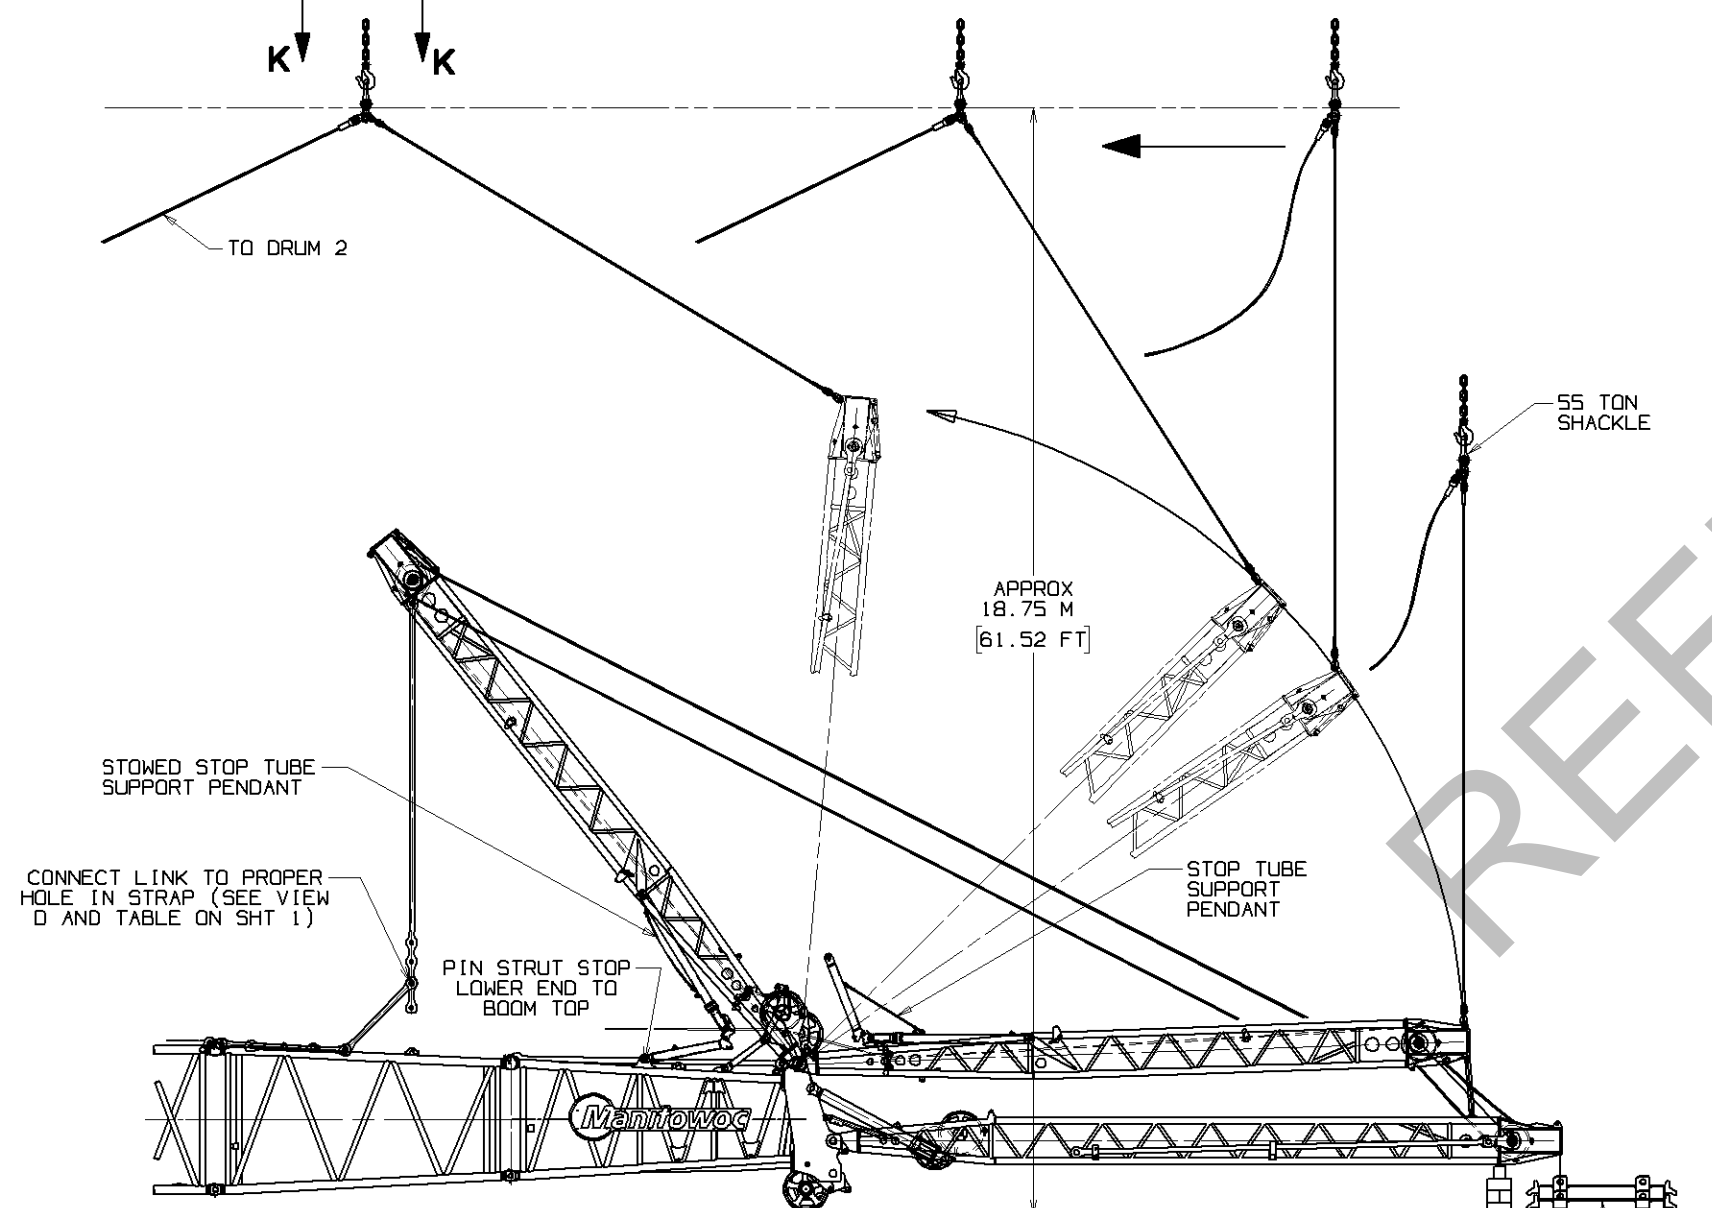 K
K
TO DRUM 2
55 TON
SHACKLE
APPROX
18.75 M
[61.52 FT]
STOWED STOP TUBE
SUPPORT PENDANT
CONNECT LINK TO PROPER
HOLE IN STRAP (SEE VIEW
D AND TABLE ON SHT 1)
STOP TUBE
SUPPORT
PENDANT
PIN STRUT STOP
LOWER END TO
BOOM TOP
Manitowoc